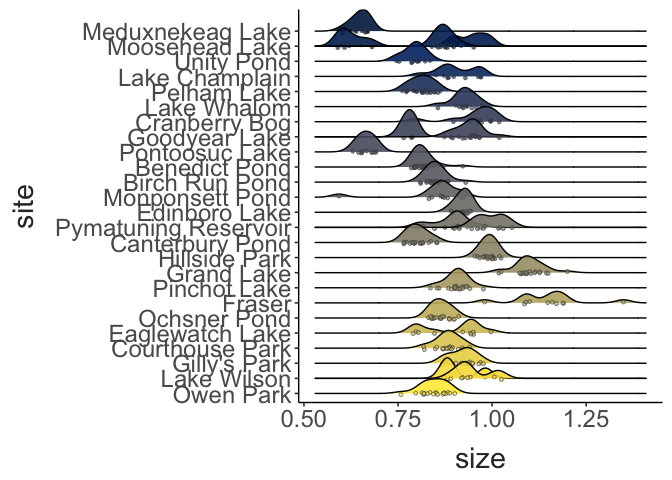 Meduxnekeag Lake
Moosehead Lake
Unity Pond
Lake Champlain
Pelham Lake
Lake Whalom
Cranberry Bog
Goodyear Lake
Pontoosuc Lake
Benedict Pond
Birch Run Pond
Monponsett Pond
Edinboro Lake
Pymatuning Reservoir
Canterbury Pond
Hillside Park
Grand Lake
Pinchot Lake
Fraser
Ochsner Pond
Eaglewatch Lake
Courthouse Park
Gilly's Park
Lake Wilson
Owen Park
site
0.50 0.75 1.00 1.25
size